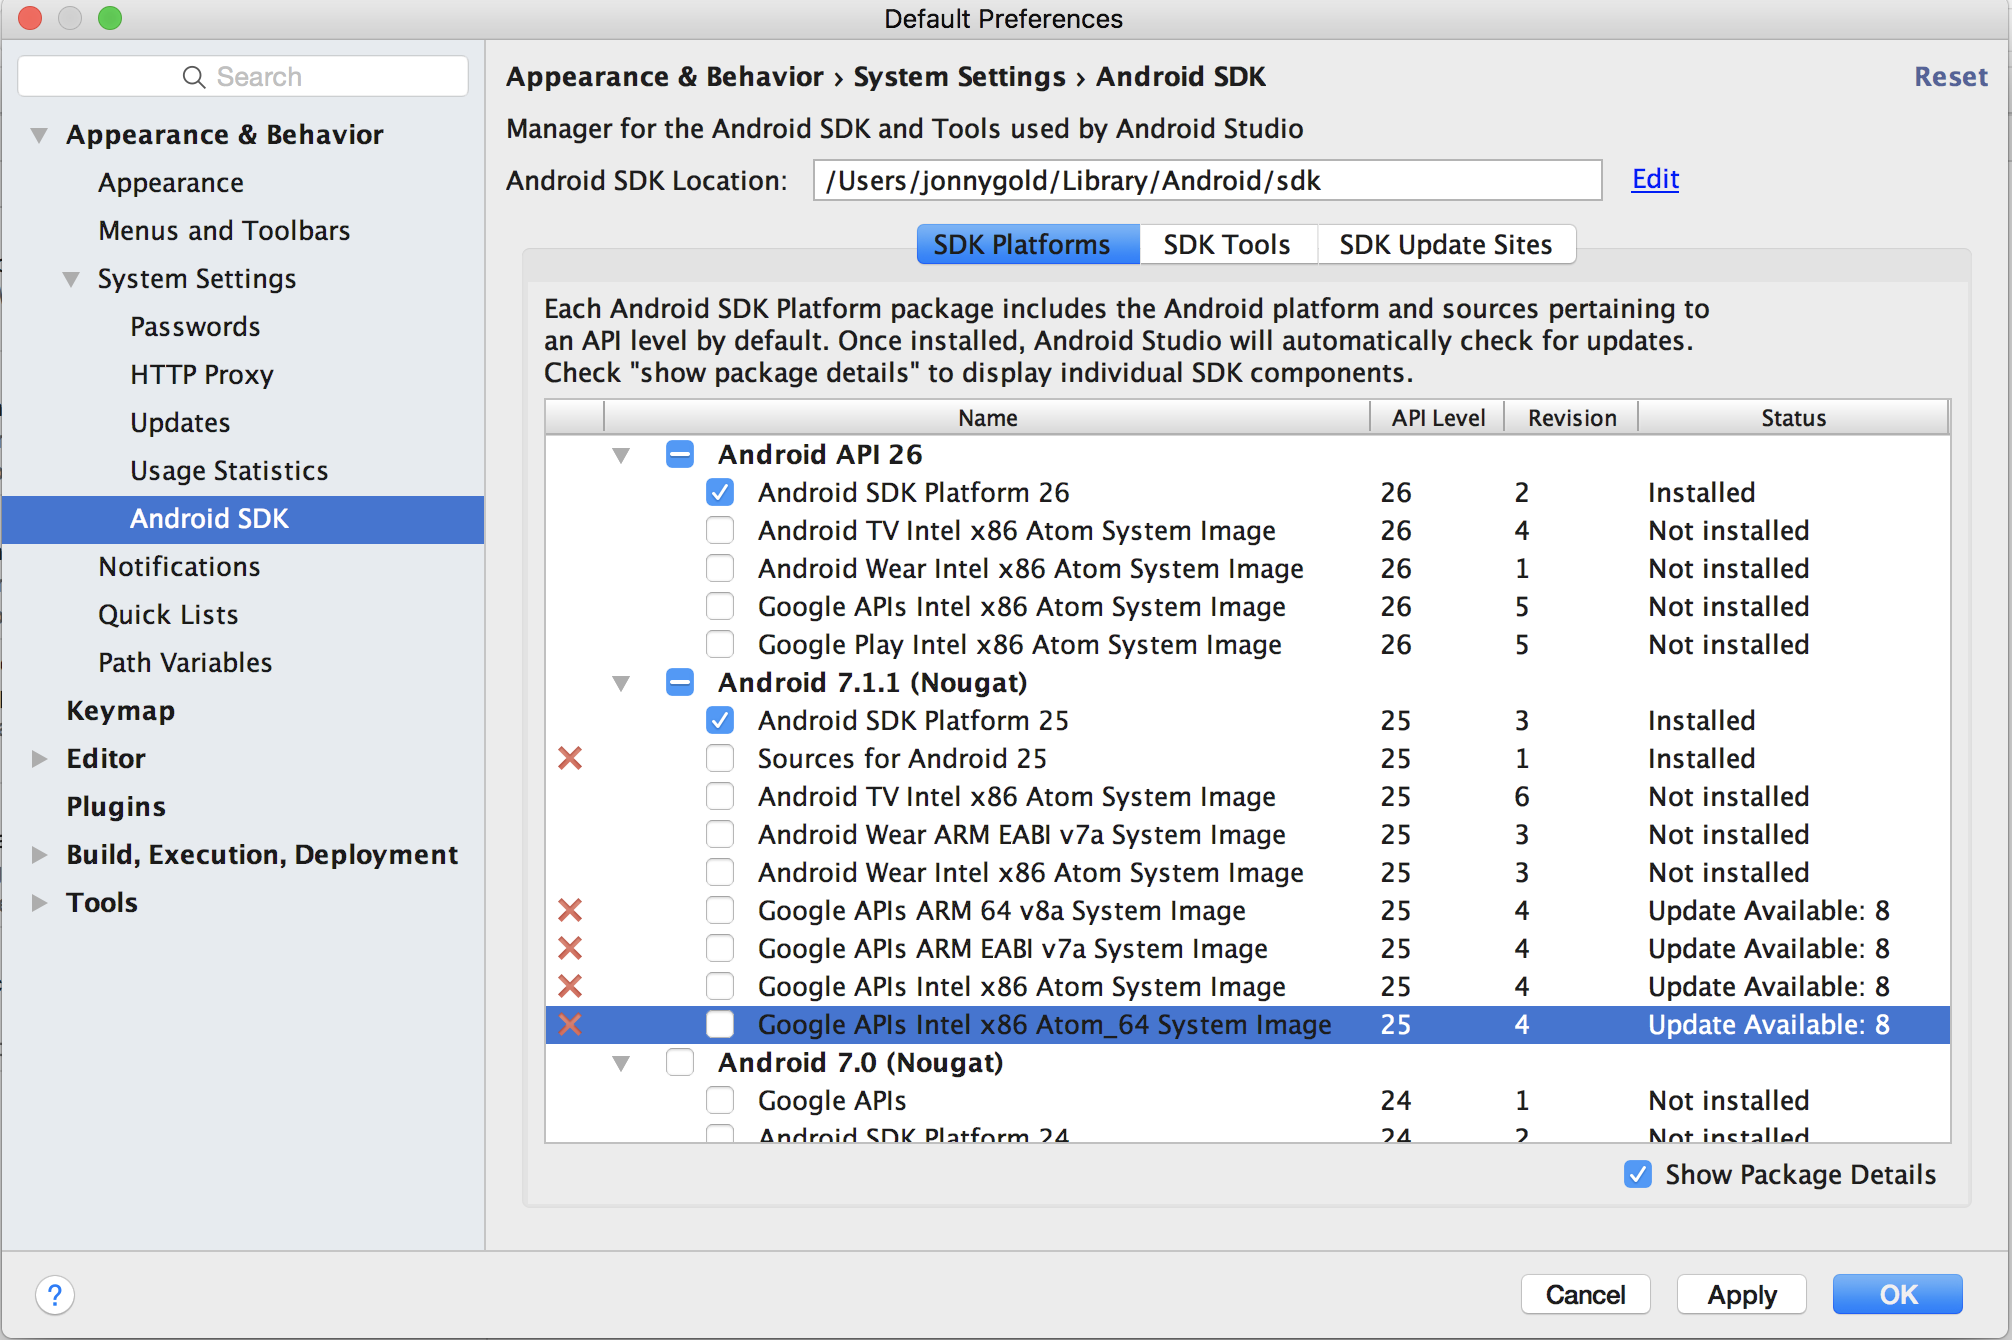 Default Preferences
Search
Appearance & Behavior
Appearance
Menus and Toolbars
System Settings
Passwords
HTTP Proxy
Updates
Usage Statistics
Android SDK
Notifications
Quick Lists
Path Variables
Keymap
Editor
Plugins
Build, Execution, Deployment
Tools
Appearance & Behavior › System Settings › Android SDK
Reset
Manager for the Android SDK and Tools used by Android Studio
Android SDK Location: /Users/jonnygold/Library/Android/sdk Edit
SDK Platforms SDK Tools SDK Update Sites
Each Android SDK Platform package includes the Android platform and sources pertaining to
an API level by default. Once installed, Android Studio will automatically check for updates.
Check "show package details" to display individual SDK components.
Name API Level Revision Status
Android API 26
Android SDK Platform 26 26 2 Installed
Android TV Intel x86 Atom System Image 26 4 Not installed
Android Wear Intel x86 Atom System Image 26 1 Not installed
Google APIs Intel x86 Atom System Image 26 5 Not installed
Google Play Intel x86 Atom System Image 26 5 Not installed
Android 7.1.1 (Nougat)
Android SDK Platform 25 25 3 Installed
Sources for Android 25 25 1 Installed
Android TV Intel x86 Atom System Image 25 6 Not installed
Android Wear ARM EABI v7a System Image 25 3 Not installed
Android Wear Intel x86 Atom System Image 25 3 Not installed
Google APIs ARM 64 v8a System Image 25 4 Update Available: 8
Google APIs ARM EABI v7a System Image 25 4 Update Available: 8
Google APIs Intel x86 Atom System Image 25 4 Update Available: 8
Google APIs Intel x86 Atom_64 System Image 25 4 Update Available: 8
Android 7.0 (Nougat)
Google APIs 24 1 Not installed
Android SDK Platform 24 24 2 Not installed
Show Package Details
?
Cancel Apply OK